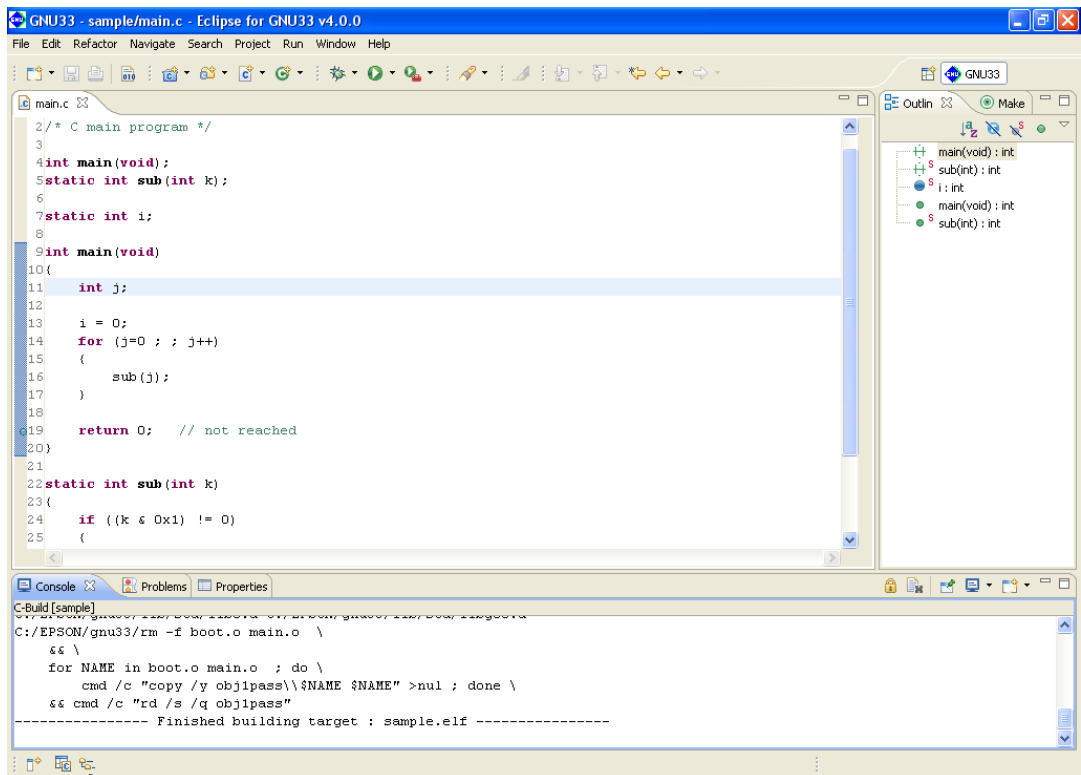 GNU33 - sample/main.c - Eclipse for GNU33 v4.0.0
File Edit Refactor Navigate Search Project Run Window Help
GNU33
main.c
Outlin
Make
2/* C main program */
3
4int main(void);
5static int sub(int k);
6
7static int i;
8
9int main(void)
10{
11    int j;
12
13    i = 0;
14    for (j=0 ; ; j++)
15    {
16        sub(j);
17    }
18
19    return 0;   // not reached
20}
21
22static int sub(int k)
23{
24    if ((k & 0x1) != 0)
25    {
main(void) : int
sub(int) : int
i : int
main(void) : int
sub(int) : int
Console
Problems
Properties
C-Build [sample]
C:/EPSON/gnu33/rm -f boot.o main.o  \
    && \
    for NAME in boot.o main.o  ; do \
        cmd /c "copy /y obj1pass\\$NAME $NAME" >nul ; done \
    && cmd /c "rd /s /q obj1pass"
---------------- Finished building target : sample.elf ----------------